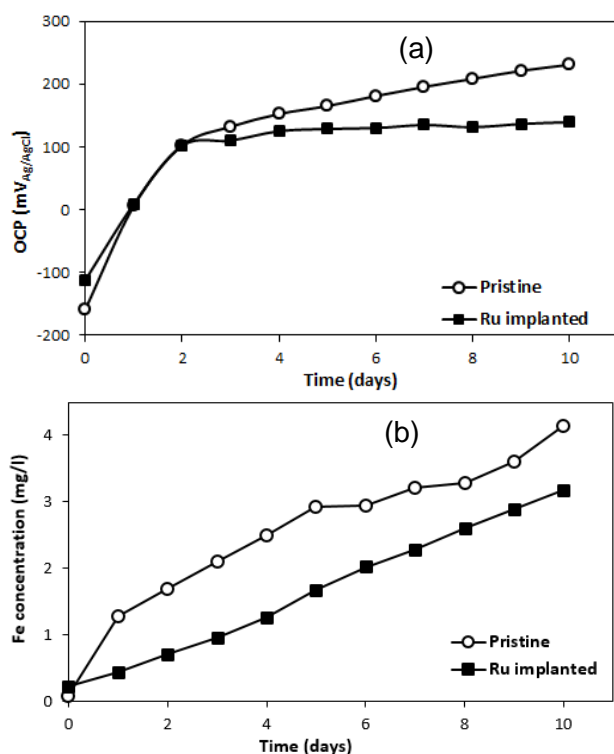 300
(a)
200
100
0
-100
-200
OCP (mV Ag/AgCl)
Pristine
Ru implanted
0 2 4 6 8 10
Time (days)
(b)
4
3
2
1
0
Fe concentration (mg/l)
Pristine
Ru implanted
0 2 4 6 8 10
Time (days)